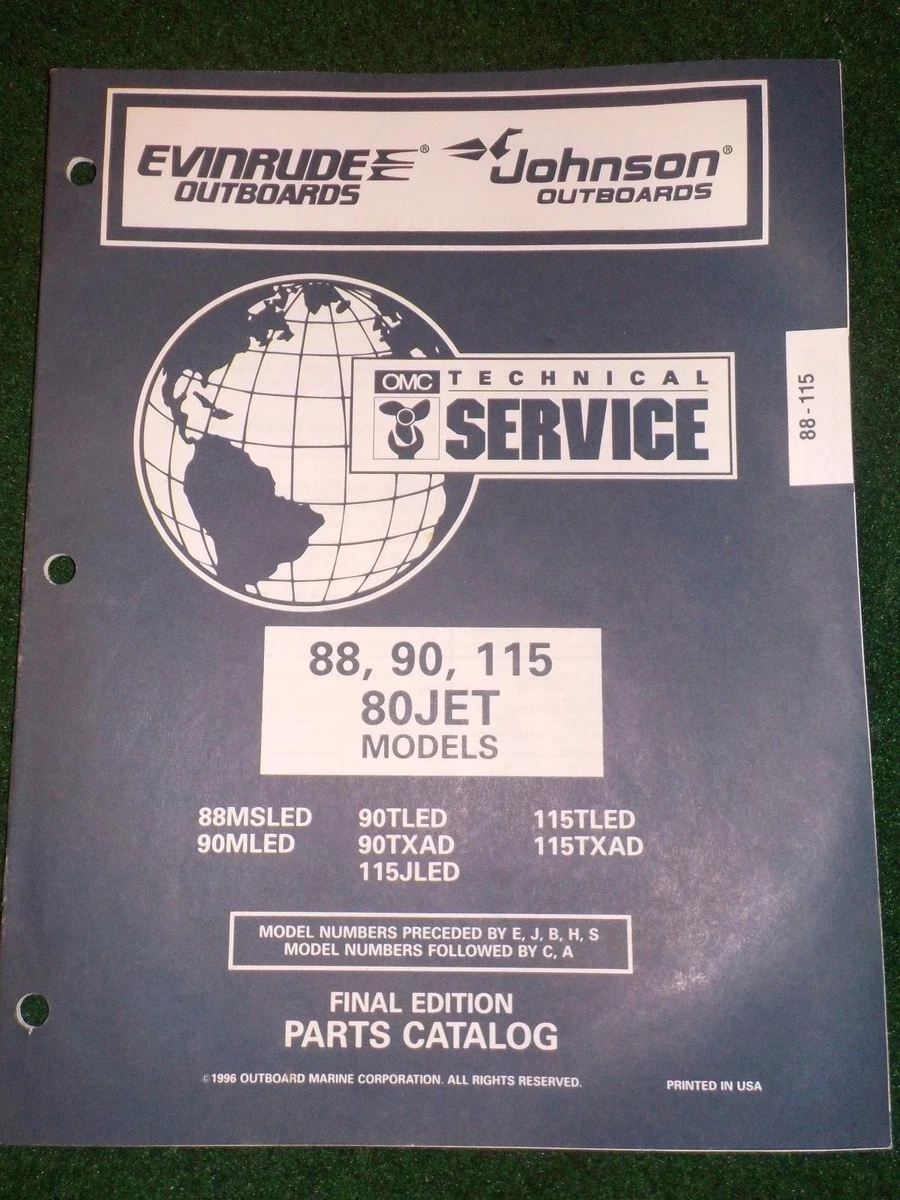 EVINRUDE® Johnson®
OUTBOARDS OUTBOARDS
OMC TECHNICAL
SERVICE
88-115
88, 90, 115
80JET
MODELS
88MSLED 90TLED 115TLED
90MLED 90TXAD 115TXAD
115JLED
MODEL NUMBERS PRECEDED BY E, J, B, H, S
MODEL NUMBERS FOLLOWED BY C, A
FINAL EDITION
PARTS CATALOG
©1996 OUTBOARD MARINE CORPORATION. ALL RIGHTS RESERVED. PRINTED IN USA